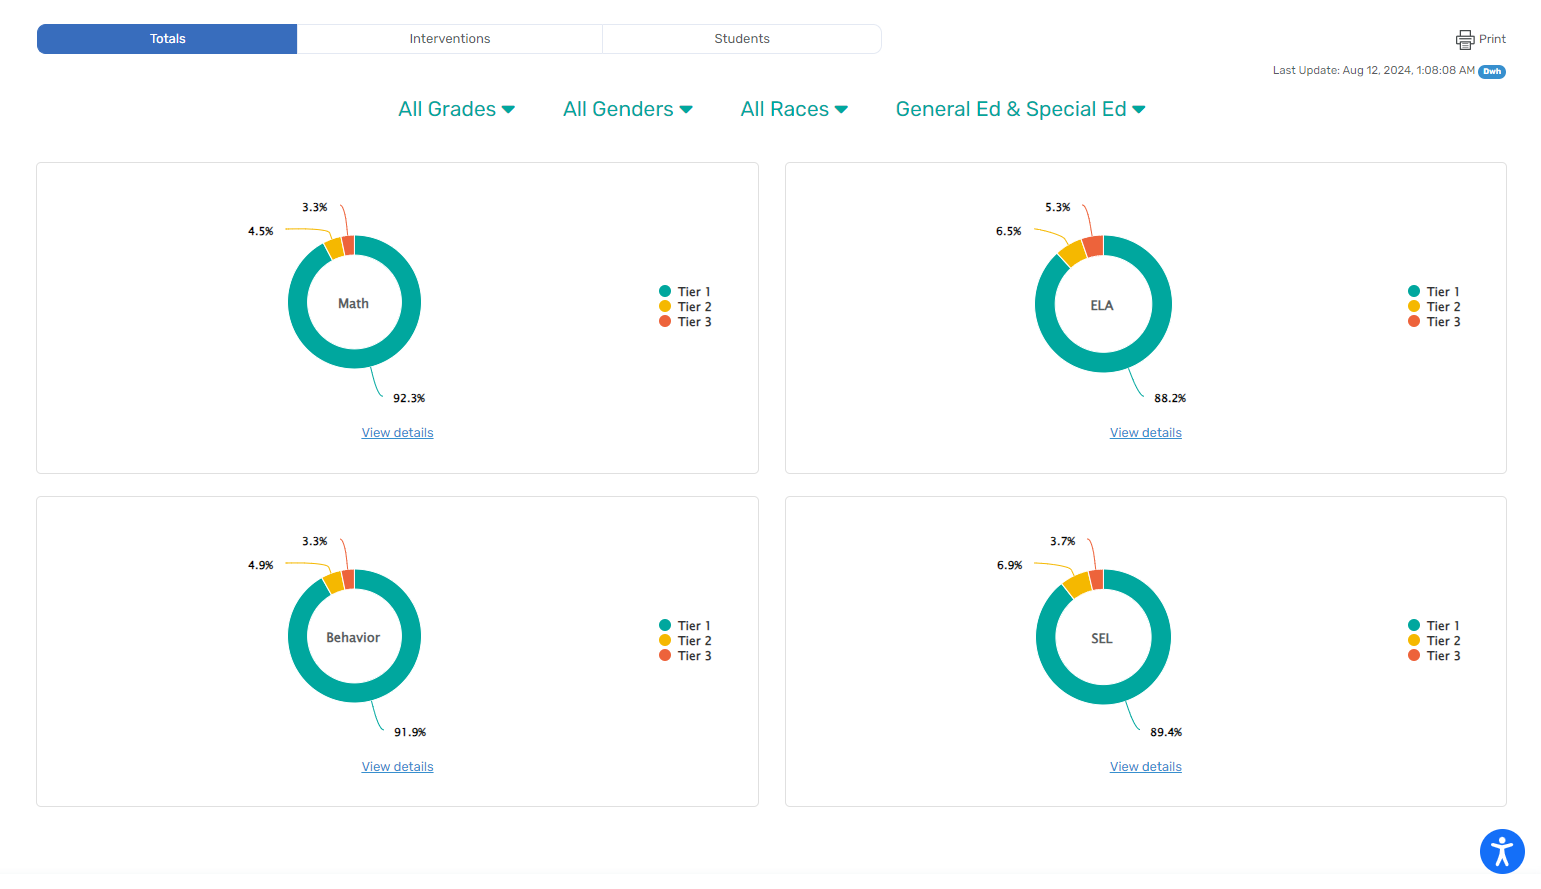 Totals
Interventions
Students
Print
Last Update: Aug 12, 2024, 1:08:08 AM Dwh
All Grades
All Genders
All Races
General Ed & Special Ed
3.3%
4.5%
Math
92.3%
Tier 1
Tier 2
Tier 3
View details
5.3%
6.5%
ELA
88.2%
Tier 1
Tier 2
Tier 3
View details
3.3%
4.9%
Behavior
91.9%
Tier 1
Tier 2
Tier 3
View details
3.7%
6.9%
SEL
89.4%
Tier 1
Tier 2
Tier 3
View details